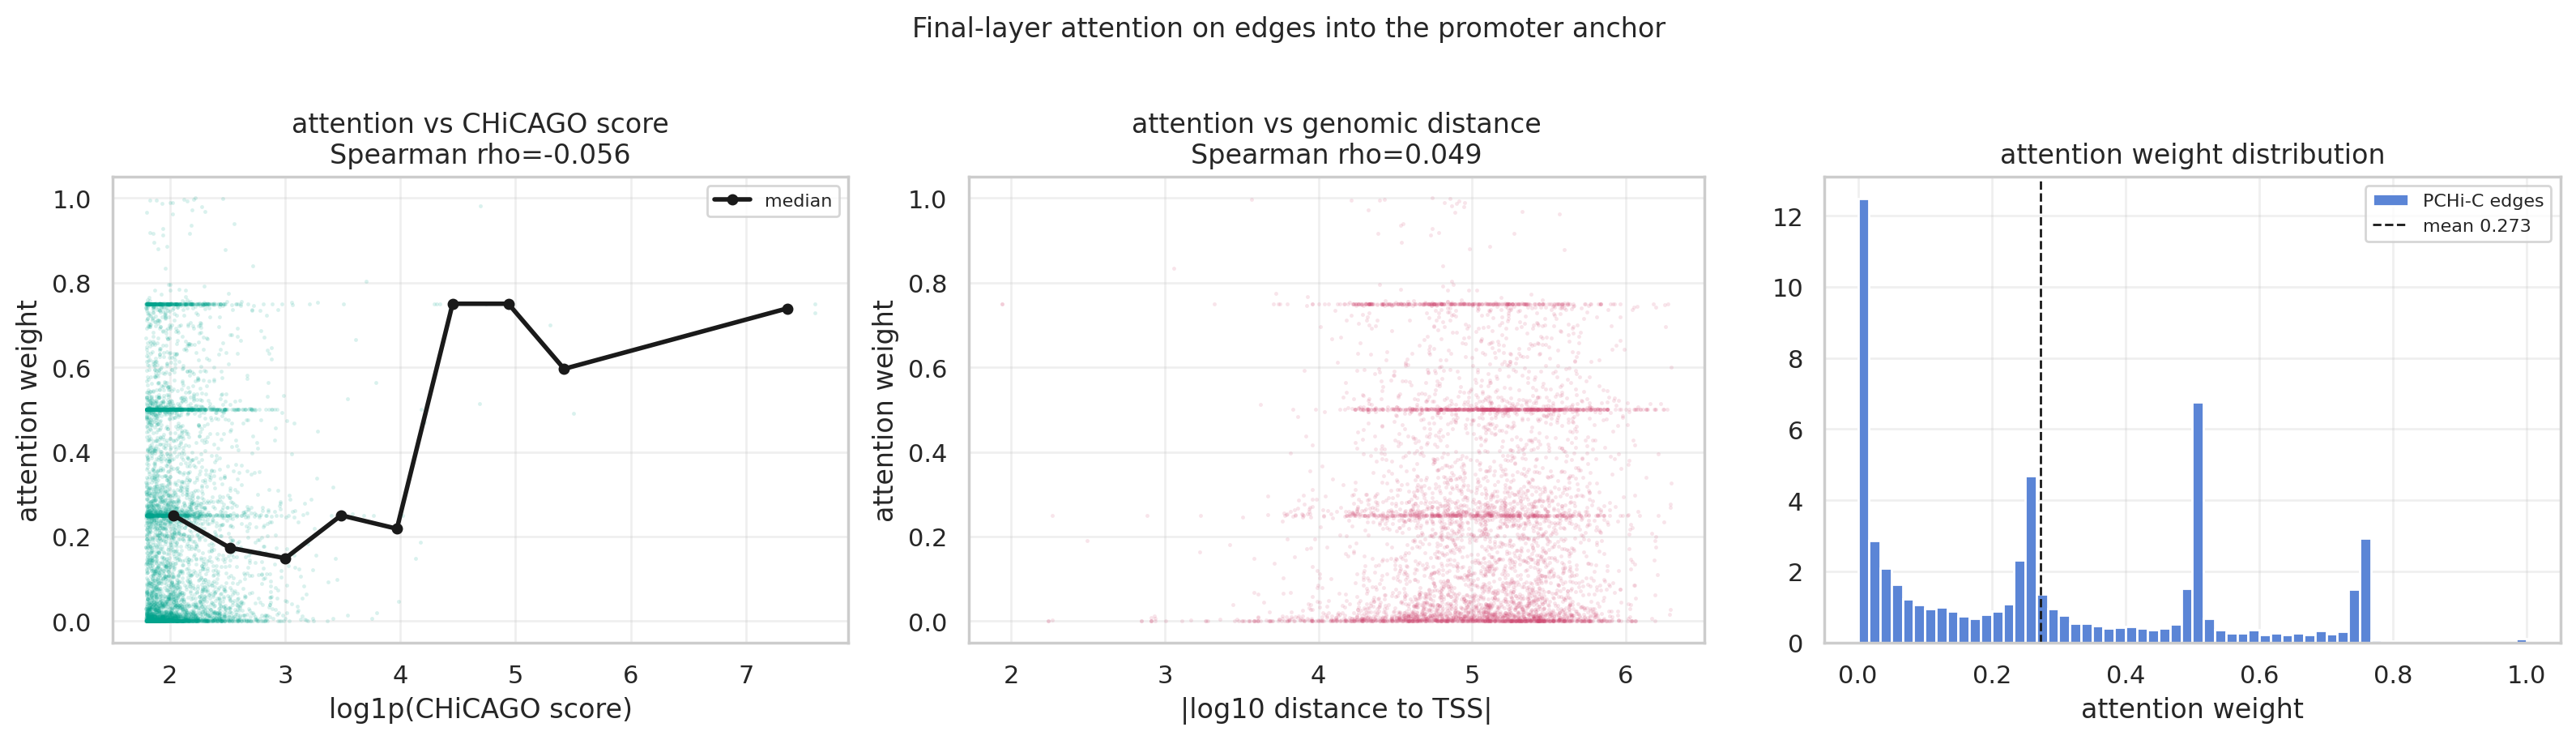 Final-layer attention on edges into the promoter anchor
attention vs CHiCAGO score
Spearman rho=-0.056
median
1.0
0.8
0.6
0.4
0.2
0.0
attention weight
2 3 4 5 6 7
log1p(CHiCAGO score)
attention vs genomic distance
Spearman rho=0.049
1.0
0.8
0.6
0.4
0.2
0.0
attention weight
2 3 4 5 6
|log10 distance to TSS|
attention weight distribution
PCHi-C edges
mean 0.273
12
10
8
6
4
2
0
0.0 0.2 0.4 0.6 0.8 1.0
attention weight